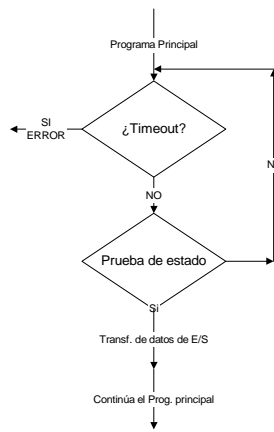 Programa Principal
¿Timeout?
SI
ERROR
N
NO
Prueba de estado
Si
Transf. de datos de E/S
Continúa el Prog. principal